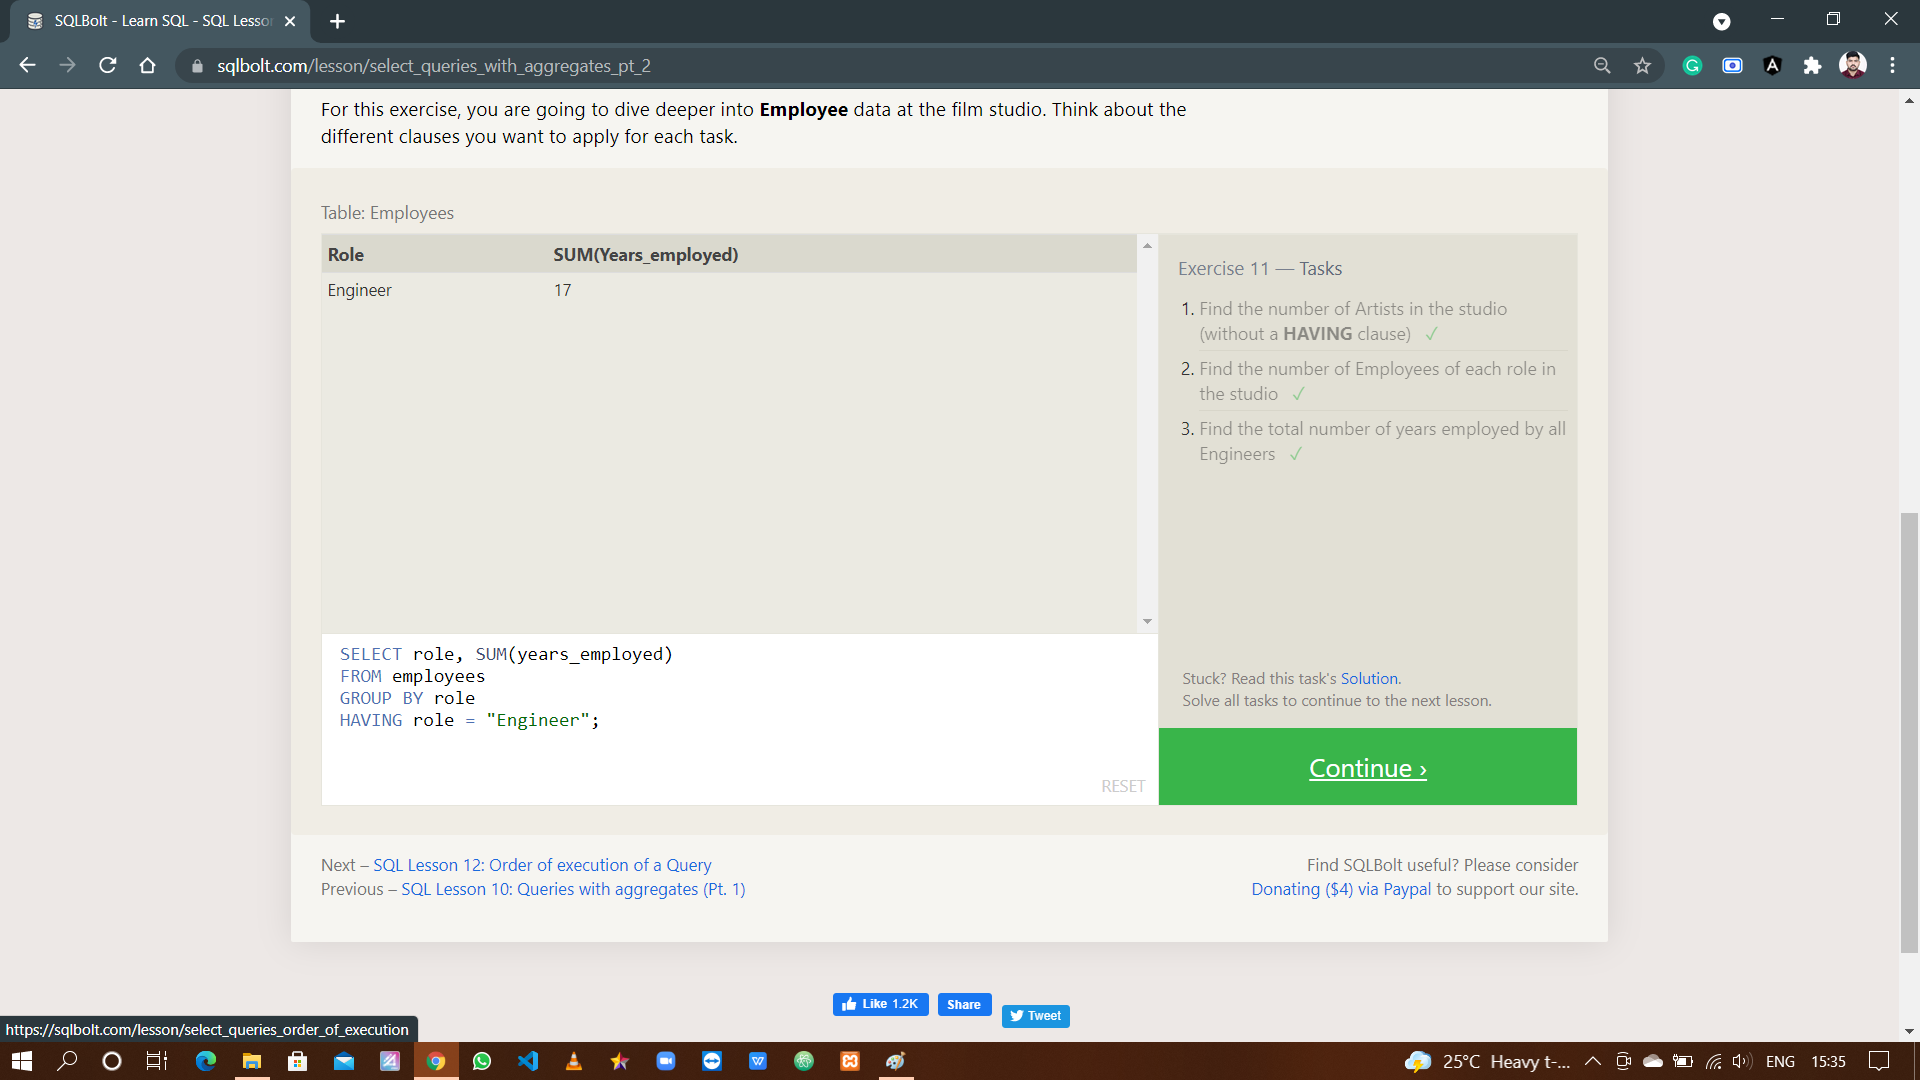 SQLBolt - Learn SQL - SQL Lesso
sqlbolt.com/lesson/select_queries_with_aggregates_pt_2
For this exercise, you are going to dive deeper into Employee data at the film studio. Think about the
different clauses you want to apply for each task.
Table: Employees
Role SUM(Years_employed)
Engineer 17
Exercise 11 — Tasks
1. Find the number of Artists in the studio
(without a HAVING clause) ✓
2. Find the number of Employees of each role in
the studio ✓
3. Find the total number of years employed by all
Engineers ✓
SELECT role, SUM(years_employed)
FROM employees
GROUP BY role
HAVING role = "Engineer";
RESET
Stuck? Read this task's Solution.
Solve all tasks to continue to the next lesson.
Continue ›
Next – SQL Lesson 12: Order of execution of a Query
Previous – SQL Lesson 10: Queries with aggregates (Pt. 1)
Find SQLBolt useful? Please consider
Donating ($4) via Paypal to support our site.
Like 1.2K
Share
Tweet
https://sqlbolt.com/lesson/select_queries_order_of_execution
25°C Heavy t-...
ENG
15:35